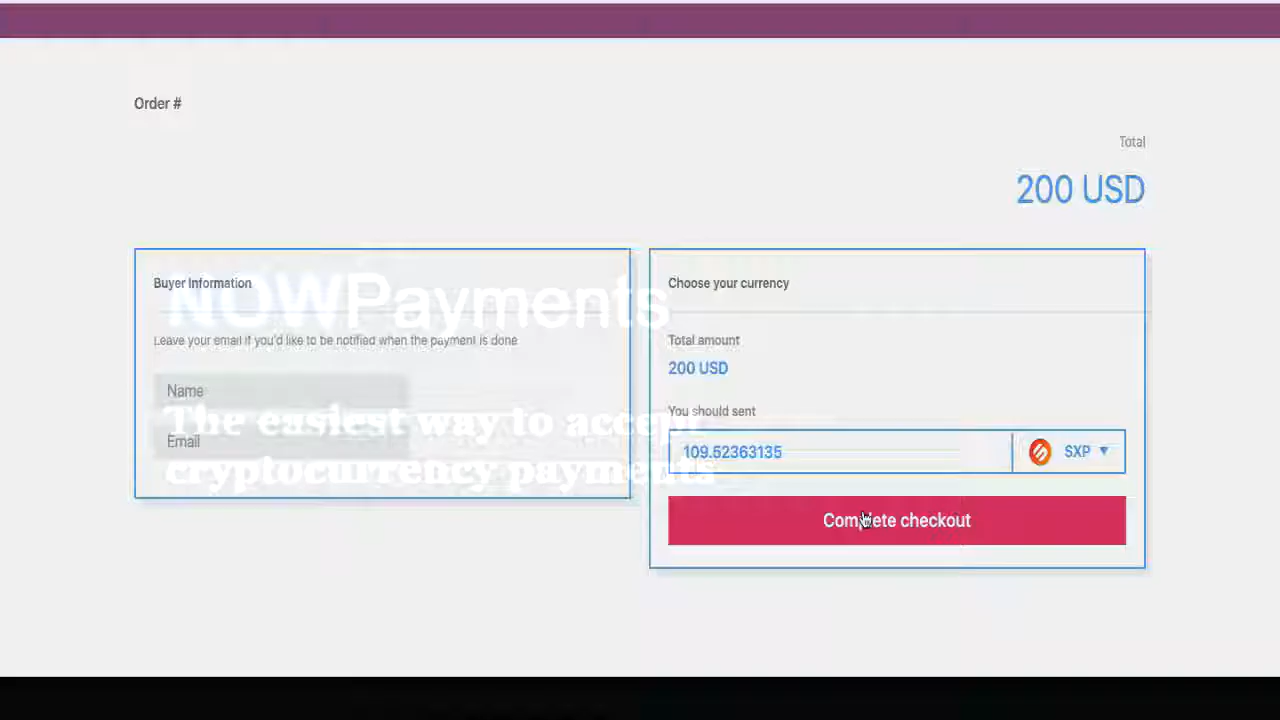 Order #
Total
200 USD
Buyer Information
Choose your currency
NOWPayments
Leave your email if you'd like to be notified when the payment is done
Total amount
200 USD
Name
You should sent
The easiest way to accept
Email
109.52363135
SXP
cryptocurrency payments
Complete checkout